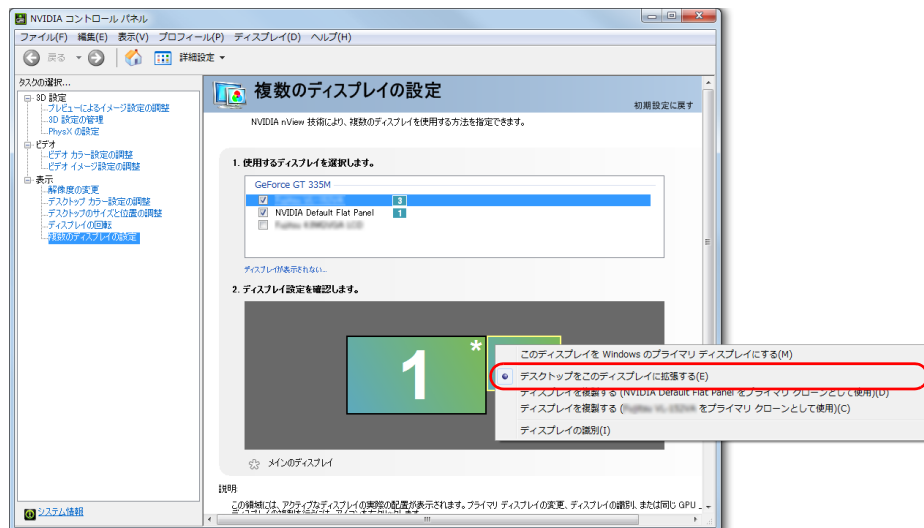 NVIDIA コントロール パネル
ファイル(F) 編集(E) 表示(V) プロフィール(P) ディスプレイ(D) ヘルプ(H)
戻る 詳細設定
タスクの選択...
3D 設定
プレビューによるイメージ設定の調整
3D 設定の管理
PhysX の設定
ビデオ
ビデオ カラー設定の調整
ビデオ イメージ設定の調整
表示
解像度の変更
デスクトップ カラー設定の調整
デスクトップのサイズと位置の調整
ディスプレイの回転
複数のディスプレイの設定
システム情報
複数のディスプレイの設定
初期設定に戻す
NVIDIA nView 技術により、複数のディスプレイを使用する方法を指定できます。
1. 使用するディスプレイを選択します。
GeForce GT 335M
3
NVIDIA Default Flat Panel 1
ディスプレイが表示されない...
2. ディスプレイ設定を確認します。
1 *
このディスプレイを Windows のプライマリ ディスプレイにする(M)
デスクトップをこのディスプレイに拡張する(E)
ディスプレイを複製する (NVIDIA Default Flat Panel をプライマリ クローンとして使用)(D)
ディスプレイを複製する ( をプライマリ クローンとして使用)(C)
ディスプレイの識別(I)
メインのディスプレイ
説明
この領域には、アクティブなディスプレイの実際の配置が表示されます。プライマリ ディスプレイの変更、ディスプレイの識別、または同じ GPU